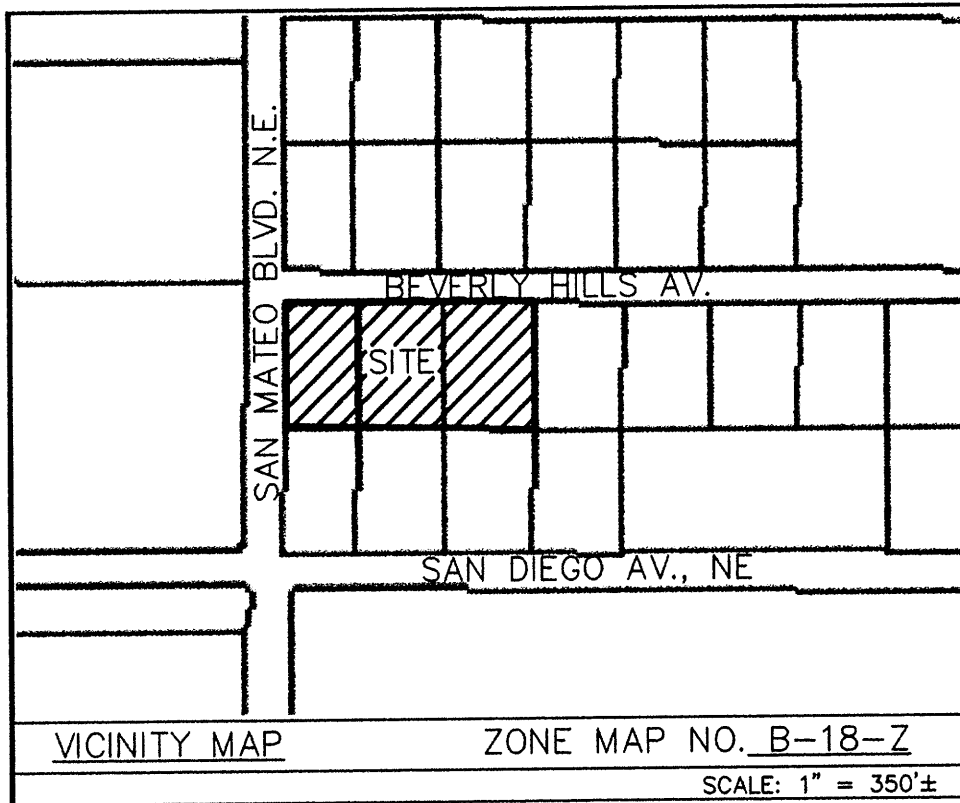 SAN MATEO BLVD. N.E.
BEVERLY HILLS AV.
SITE
SAN DIEGO AV., NE
VICINITY MAP
ZONE MAP NO. B-18-Z
SCALE: 1" = 350'±